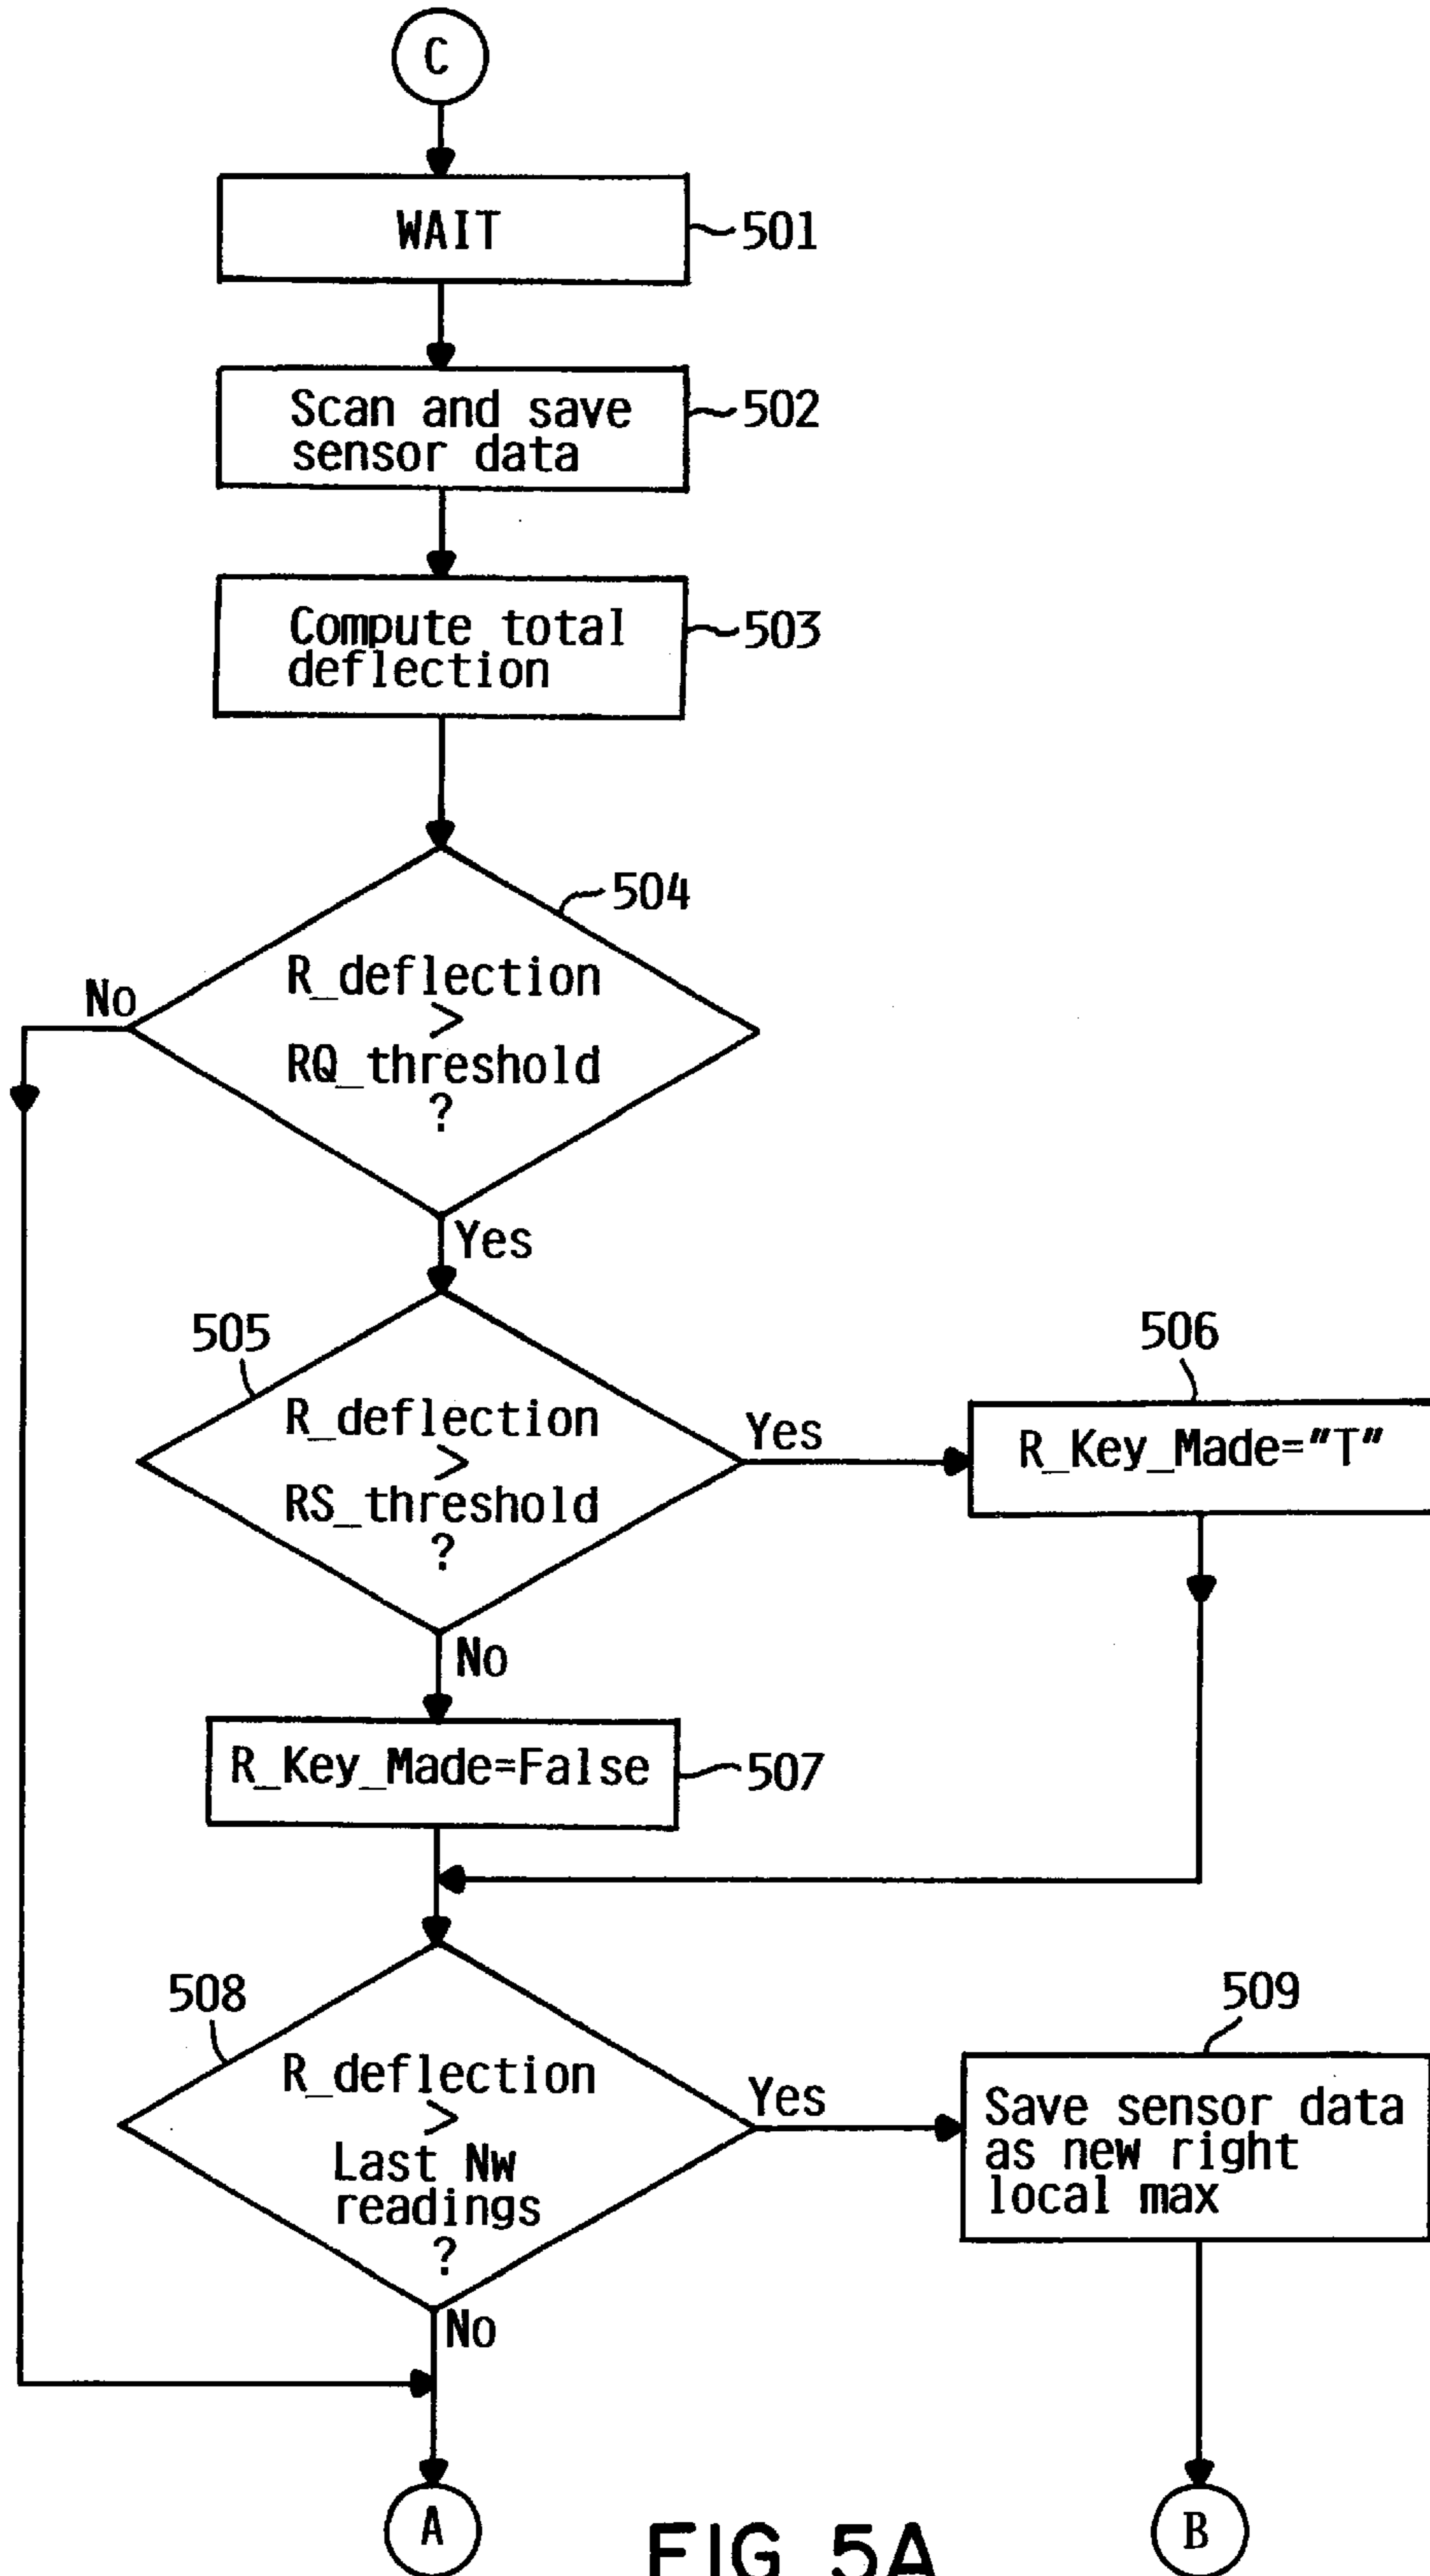 C
WAIT
501
Scan and save
sensor data
502
Compute total
deflection
503
504
R_deflection
>
RQ_threshold
?
No
Yes
505
R_deflection
>
RS_threshold
?
Yes
506
R_Key_Made="T"
No
R_Key_Made=False
507
508
R_deflection
>
Last Nw
readings
?
Yes
509
Save sensor data
as new right
local max
No
A
B
FIG 5A